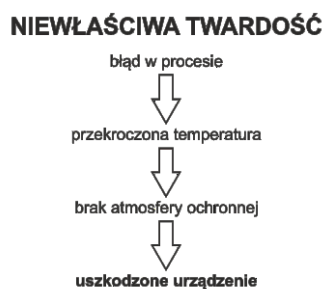 NIEWŁAŚCIWA TWARDOŚĆ
błąd w procesie
przekroczona temperatura
brak atmosfery ochronnej
uszkodzone urządzenie